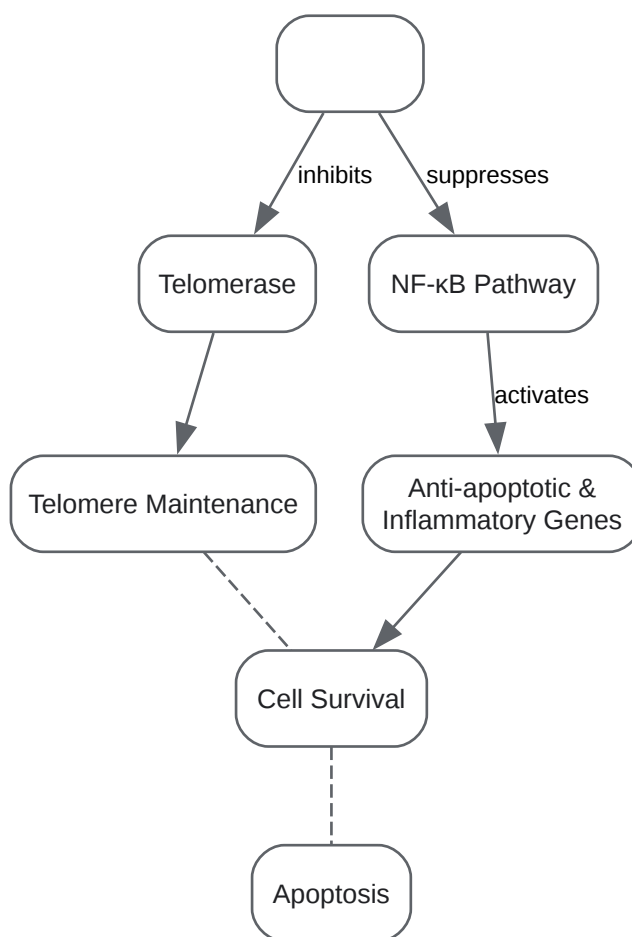 inhibits
suppresses
Telomerase
NF-κB Pathway
activates
Telomere Maintenance
Anti-apoptotic &
Inflammatory Genes
Cell Survival
Apoptosis